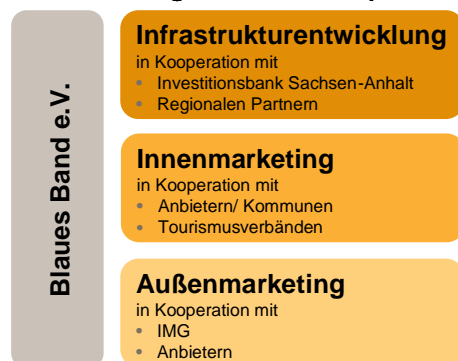 Blaues Band e.V.
Infrastrukturentwicklung
in Kooperation mit
• Investitionsbank Sachsen-Anhalt
• Regionalen Partnern
Innenmarketing
in Kooperation mit
• Anbietern/ Kommunen
• Tourismusverbänden
Außenmarketing
in Kooperation mit
• IMG
• Anbietern